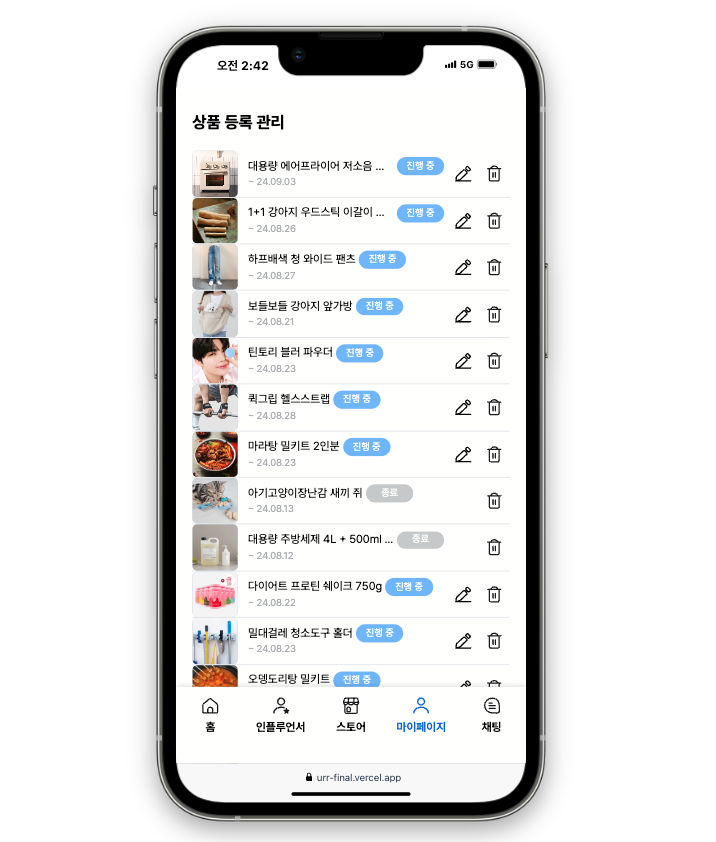 오전 2:42
5G
상품 등록 관리
대용량 에어프라이어 저소음 ... 진행 중
~ 24.09.03
1+1 강아지 우드스틱 이갈이 ... 진행 중
~ 24.08.26
하프배색 청 와이드 팬츠 진행 중
~ 24.08.27
보들보들 강아지 앞가방 진행 중
~ 24.08.21
틴토리 블러 파우더 진행 중
~ 24.08.23
퀵그립 헬스스트랩 진행 중
~ 24.08.28
마라탕 밀키트 2인분 진행 중
~ 24.08.23
아기고양이장난감 새끼 쥐 종료
~ 24.08.13
대용량 주방세제 4L + 500ml ... 종료
~ 24.08.12
다이어트 프로틴 쉐이크 750g 진행 중
~ 24.08.22
밀대걸레 청소도구 홀더 진행 중
~ 24.08.23
오뎅도리탕 밀키트 진행 중
홈 인플루언서 스토어 마이페이지 채팅
urr-final.vercel.app